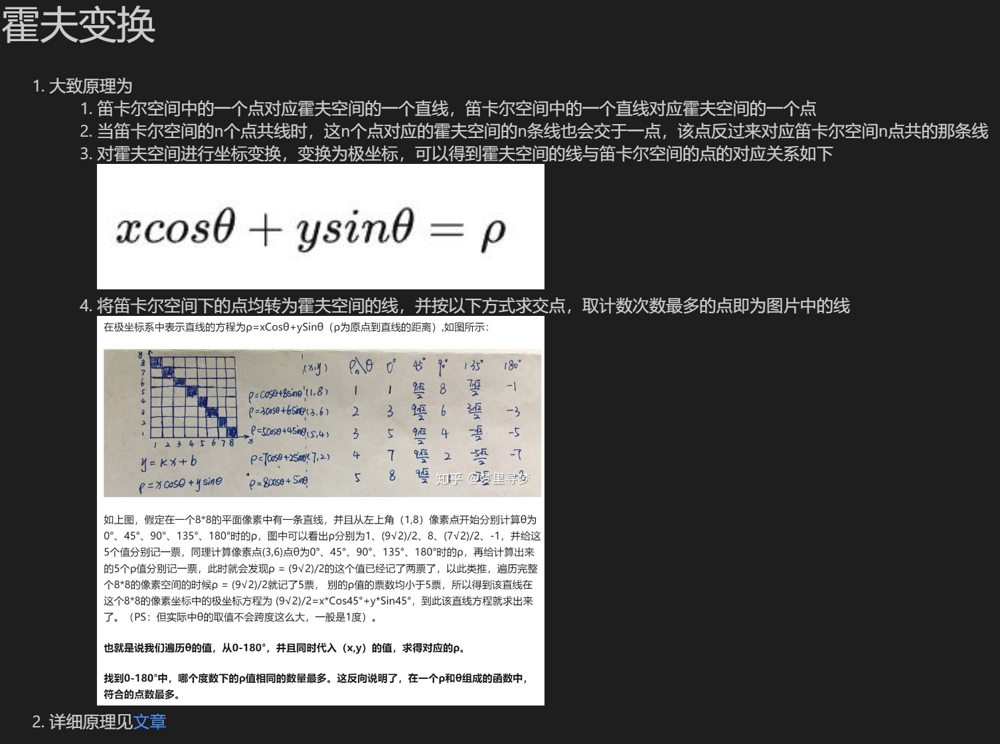 霍夫变换
1. 大致原理为
1. 笛卡尔空间中的一个点对应霍夫空间的一个直线，笛卡尔空间中的一个直线对应霍夫空间的一个点
2. 当笛卡尔空间的n个点共线时，这n个点对应的霍夫空间的n条线也会交于一点，该点反过来对应笛卡尔空间n点共的那条线
3. 对霍夫空间进行坐标变换，变换为极坐标，可以得到霍夫空间的线与笛卡尔空间的点的对应关系如下
xcosθ + ysinθ = ρ
4. 将笛卡尔空间下的点均转为霍夫空间的线，并按以下方式求交点，取计数次数最多的点即为图片中的线
在极坐标系中表示直线的方程为ρ=xCosθ+ySinθ（ρ为原点到直线的距离）,如图所示：
y
8
7
6
5
4
3
2
1
1 2 3 4 5 6 7 8 x
y=kx+b
ρ=xcosθ+ysinθ
(x,y) ρn\θ 0° 45° 90° 135° 180°
ρ=cosθ+8sinθ (1,8) 1 1 9√2/2 8 7√2/2 -1
ρ=3cosθ+6sinθ (3,6) 2 3 9√2/2 6 3√2/2 -3
ρ=5cosθ+4sinθ (5,4) 3 5 9√2/2 4 -√2/2 -5
ρ=7cosθ+2sinθ (7,2) 4 7 9√2/2 2 -5√2/2 -7
ρ=8cosθ+sinθ 5 8 9√2/2
知乎 @梦里寻梦
如上图，假定在一个8*8的平面像素中有一条直线，并且从左上角（1,8）像素点开始分别计算θ为
0°、45°、90°、135°、180°时的ρ，图中可以看出ρ分别为1、(9√2)/2、8、(7√2)/2、-1，并给这
5个值分别记一票，同理计算像素点(3,6)点θ为0°、45°、90°、135°、180°时的ρ，再给计算出来
的5个ρ值分别记一票，此时就会发现ρ = (9√2)/2的这个值已经记了两票了，以此类推，遍历完整
个8*8的像素空间的时候ρ = (9√2)/2就记了5票， 别的ρ值的票数均小于5票，所以得到该直线在
这个8*8的像素坐标中的极坐标方程为 (9√2)/2=x*Cos45°+y*Sin45°，到此该直线方程就求出来
了。（PS：但实际中θ的取值不会跨度这么大，一般是1度）。
也就是说我们遍历θ的值，从0-180°，并且同时代入（x,y）的值，求得对应的ρ。
找到0-180°中，哪个度数下的ρ值相同的数量最多。这反向说明了，在一个ρ和θ组成的函数中，
符合的点数最多。
2. 详细原理见文章